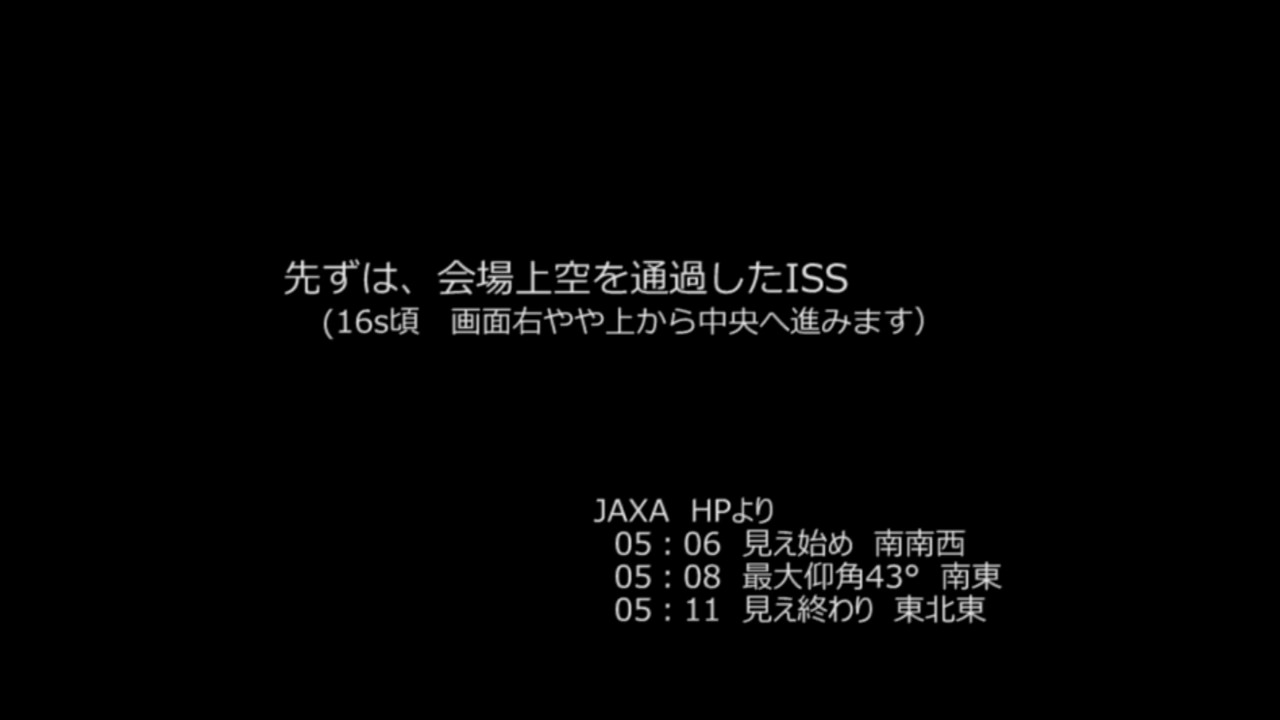 先ずは、会場上空を通過したISS
(16s頃　画面右やや上から中央へ進みます)
JAXA　HPより
05：06　見え始め　南南西
05：08　最大仰角43°　南東
05：11　見え終わり　東北東